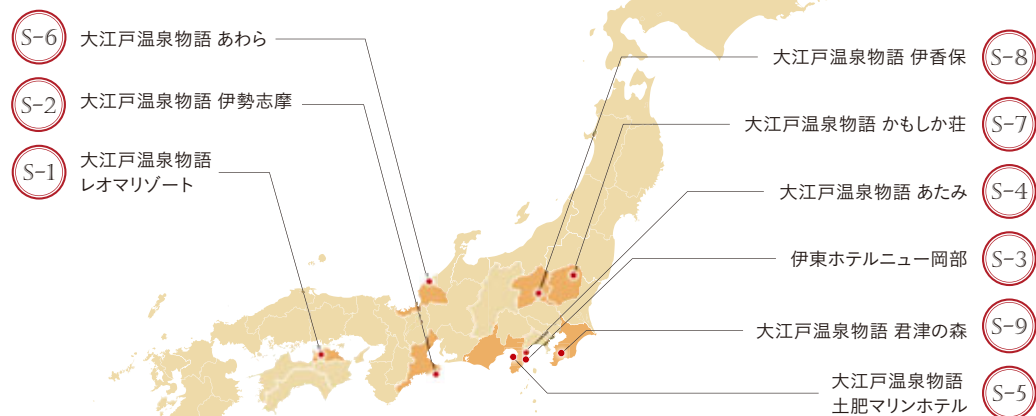 S-6
大江戸温泉物語 あわら
S-2
大江戸温泉物語 伊勢志摩
S-1
大江戸温泉物語
レオマリゾート
大江戸温泉物語 伊香保
S-8
大江戸温泉物語 かもしか荘
S-7
大江戸温泉物語 あたみ
S-4
伊東ホテルニュー岡部
S-3
大江戸温泉物語 君津の森
S-9
大江戸温泉物語
土肥マリンホテル
S-5